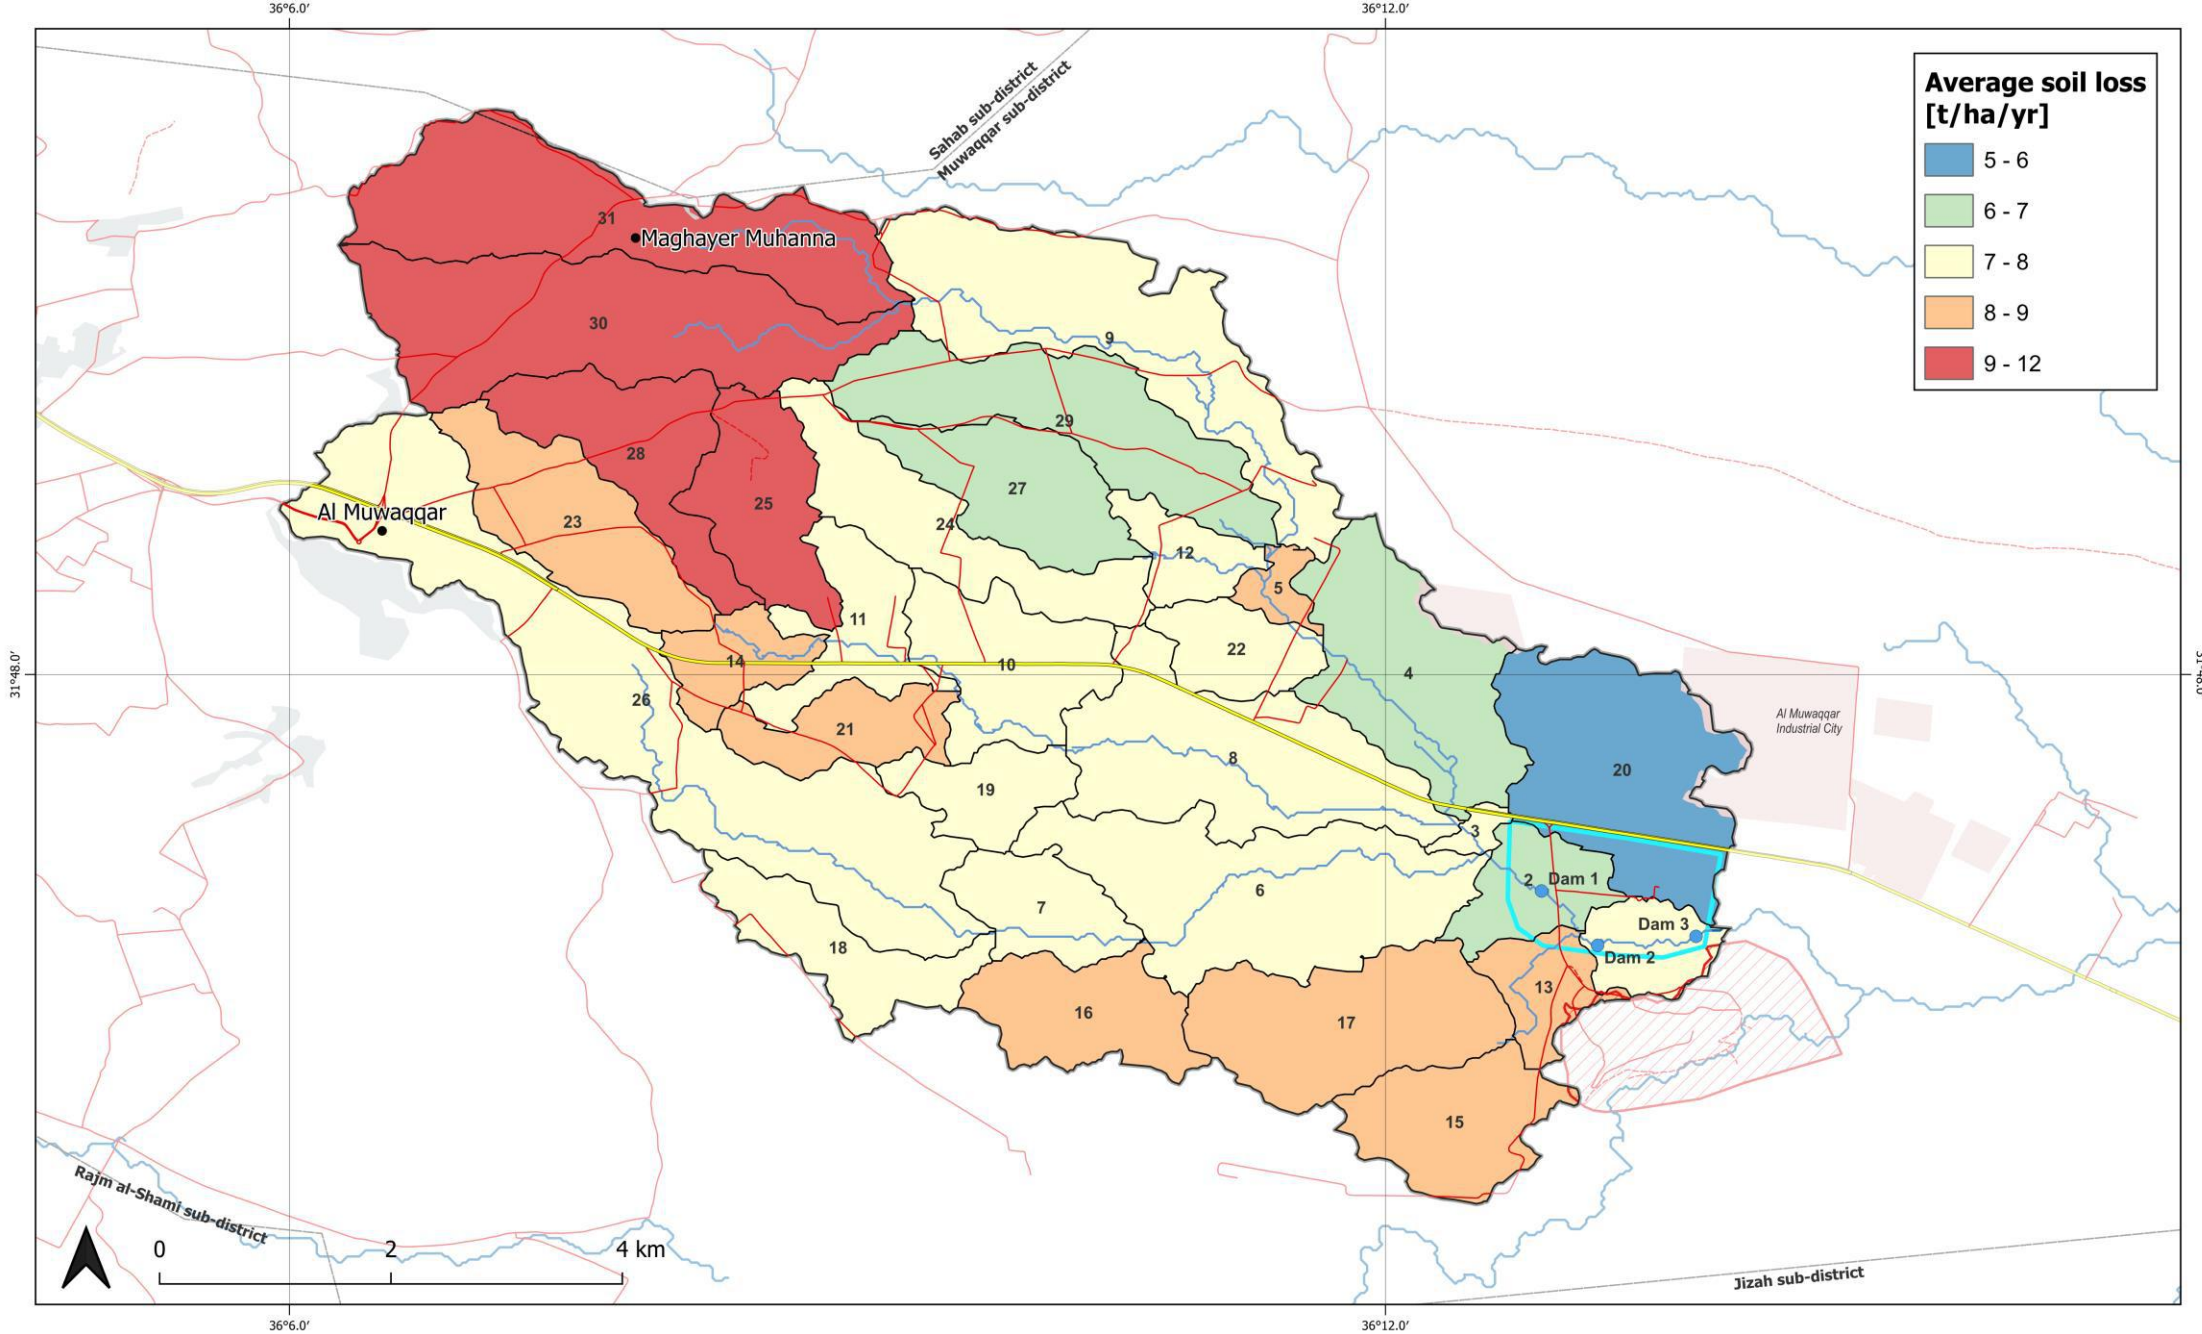 36°6.0′
36°12.0′
Sahab sub-district
Muwaqqar sub-district
Average soil loss
[t/ha/yr]
5 - 6
6 - 7
7 - 8
8 - 9
9 - 12
31
Maghayer Muhanna
30
9
29
28
27
25
24
23
Al Muwaqqar
12
5
11
22
14
10
4
31°48.0′
26
21
Al Muwaqqar
Industrial City
8
20
19
3
2
Dam 1
6
7
18
Dam 3
Dam 2
13
16
17
15
Rajm al-Shami sub-district
0
2
4 km
Jizah sub-district
36°6.0′
36°12.0′